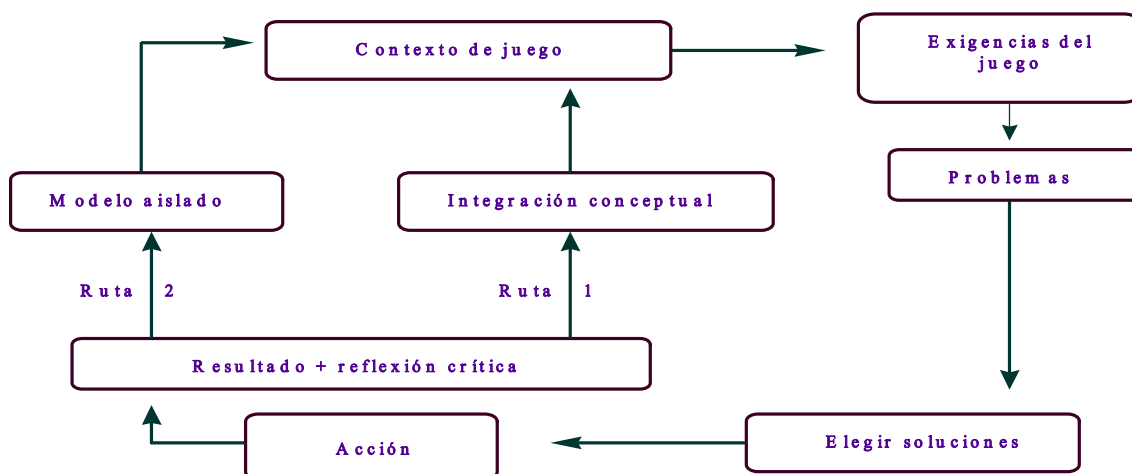 Contexto de juego
Exigencias del
juego
Modelo aislado
Integración conceptual
Problemas
Ruta 2
Ruta 1
Resultado + reflexión crítica
Acción
Elegir soluciones